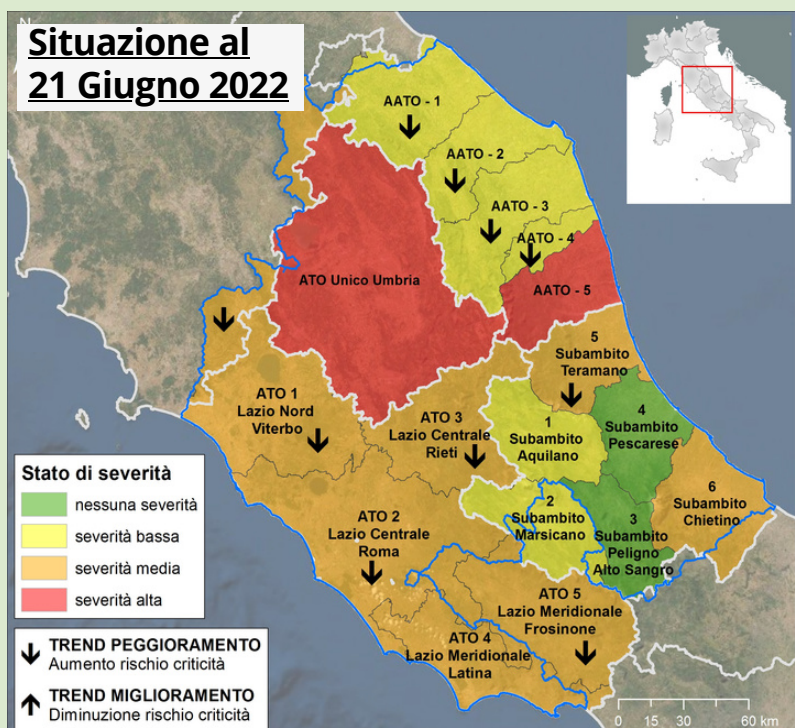 Situazione al
21 Giugno 2022
N
AATO - 1
AATO - 2
AATO - 3
AATO - 4
AATO - 5
ATO Unico Umbria
5
Subambito
Teramano
ATO 1
Lazio Nord
Viterbo
ATO 3
Lazio Centrale
Rieti
1
Subambito
Aquilano
4
Subambito
Pescarese
6
Subambito
Chietino
2
Subambito
Marsicano
3
Subambito
Peligno
Alto Sangro
ATO 2
Lazio Centrale
Roma
ATO 5
Lazio Meridionale
Frosinone
ATO 4
Lazio Meridionale
Latina
Stato di severità
nessuna severità
severità bassa
severità media
severità alta
TREND PEGGIORAMENTO
Aumento rischio criticità
TREND MIGLIORAMENTO
Diminuzione rischio criticità
0 15 30 60 km